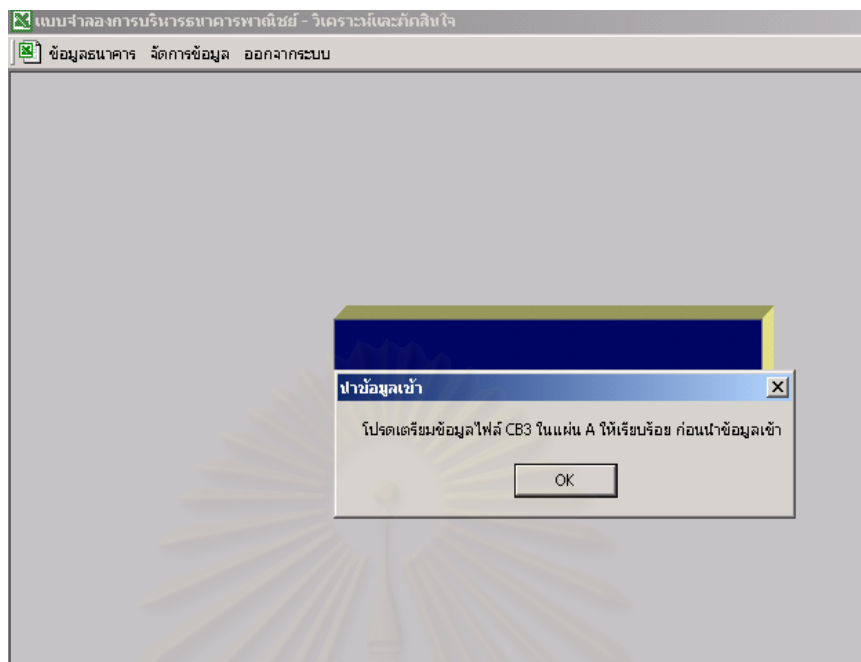 แบบจำลองการบริหารธนาคารพาณิชย์ - วิเคราะห์และตัดสินใจ
ข้อมูลธนาคาร จัดการข้อมูล ออกจากระบบ
นำข้อมูลเข้า
โปรดเตรียมข้อมูลไฟล์ CB3 ในแผ่น A ให้เรียบร้อย ก่อนนำข้อมูลเข้า
OK